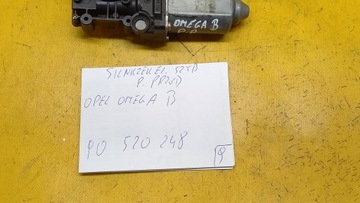 OMEGA B
P.P.
SILNICZEK EL. SZYB
P. PRZÓD
OPEL OMEGA B
90 520 248
9